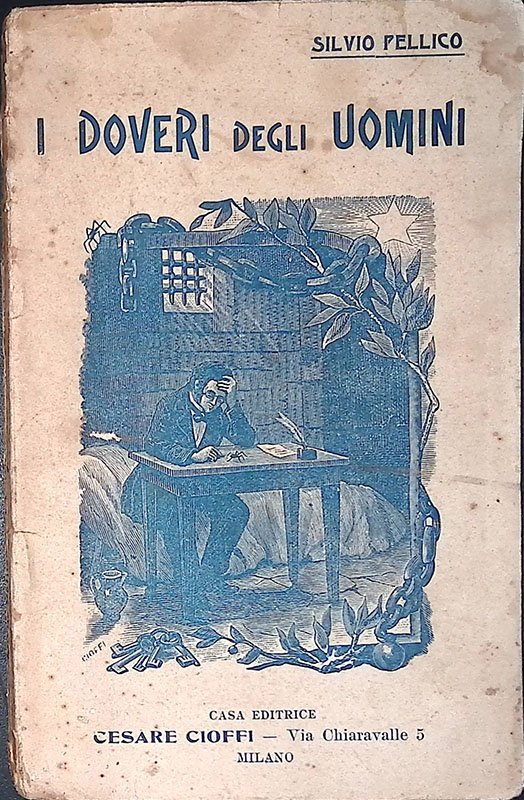 SILVIO PELLICO
I DOVERI DEGLI UOMINI
CIOFFI
CASA EDITRICE
CESARE CIOFFI — Via Chiaravalle 5
MILANO